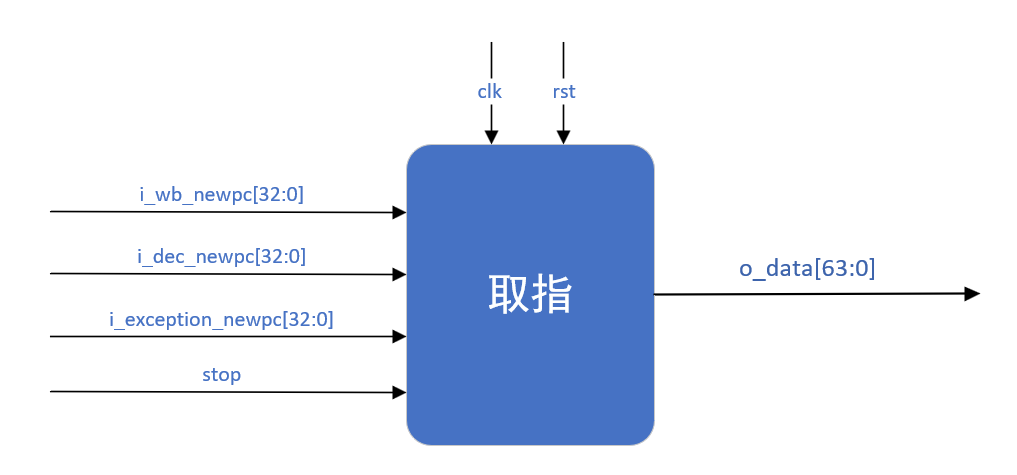 clk
rst
i_wb_newpc[32:0]
i_dec_newpc[32:0]
i_exception_newpc[32:0]
stop
取指
o_data[63:0]